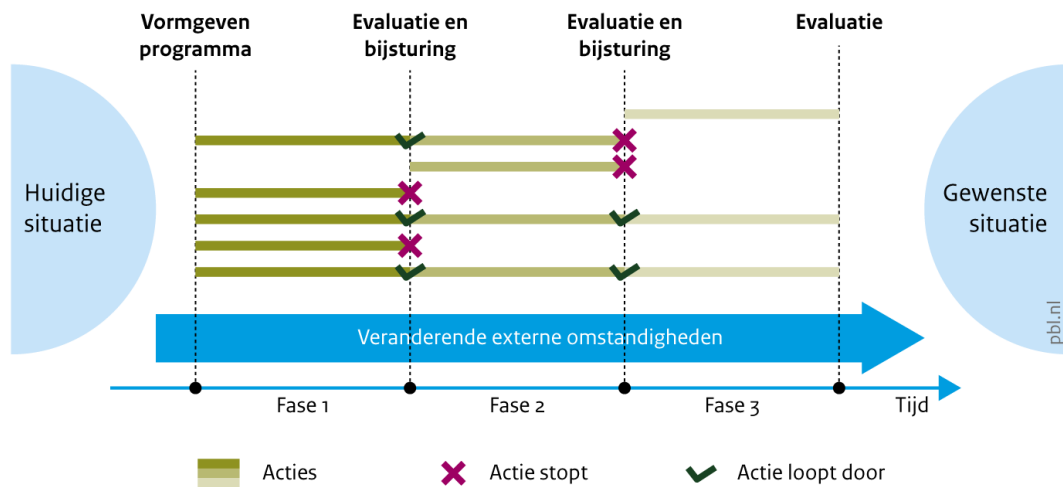 Vormgeven
programma
Evaluatie en
bijsturing
Evaluatie en
bijsturing
Evaluatie
Huidige
situatie
Gewenste
situatie
pbl.nl
Veranderende externe omstandigheden
Fase 1
Fase 2
Fase 3
Tijd
Acties
Actie stopt
Actie loopt door